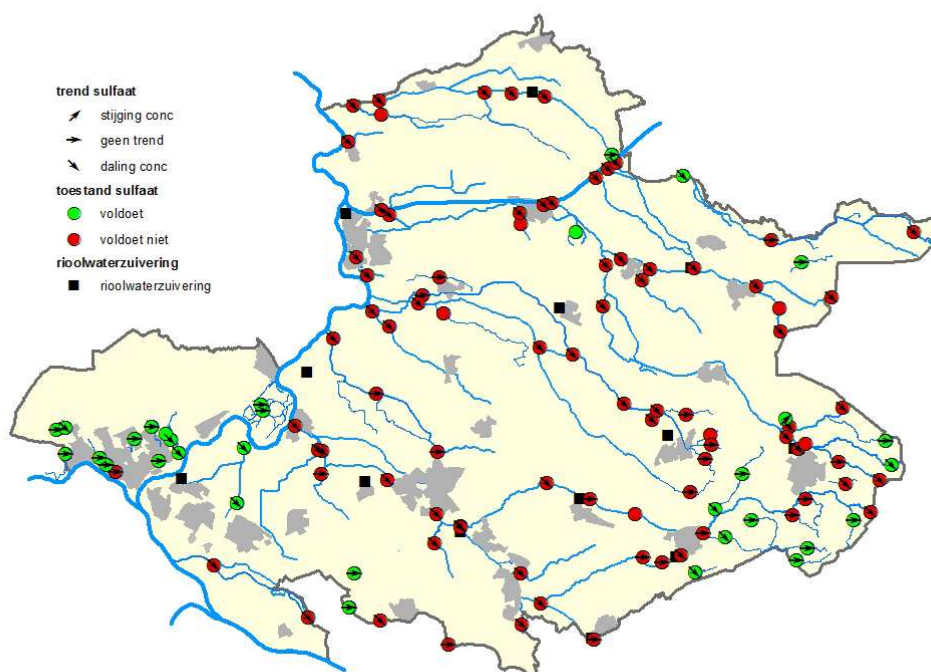 trend sulfaat
stijging conc
geen trend
daling conc
toestand sulfaat
voldoet
voldoet niet
rioolwaterzuivering
rioolwaterzuivering